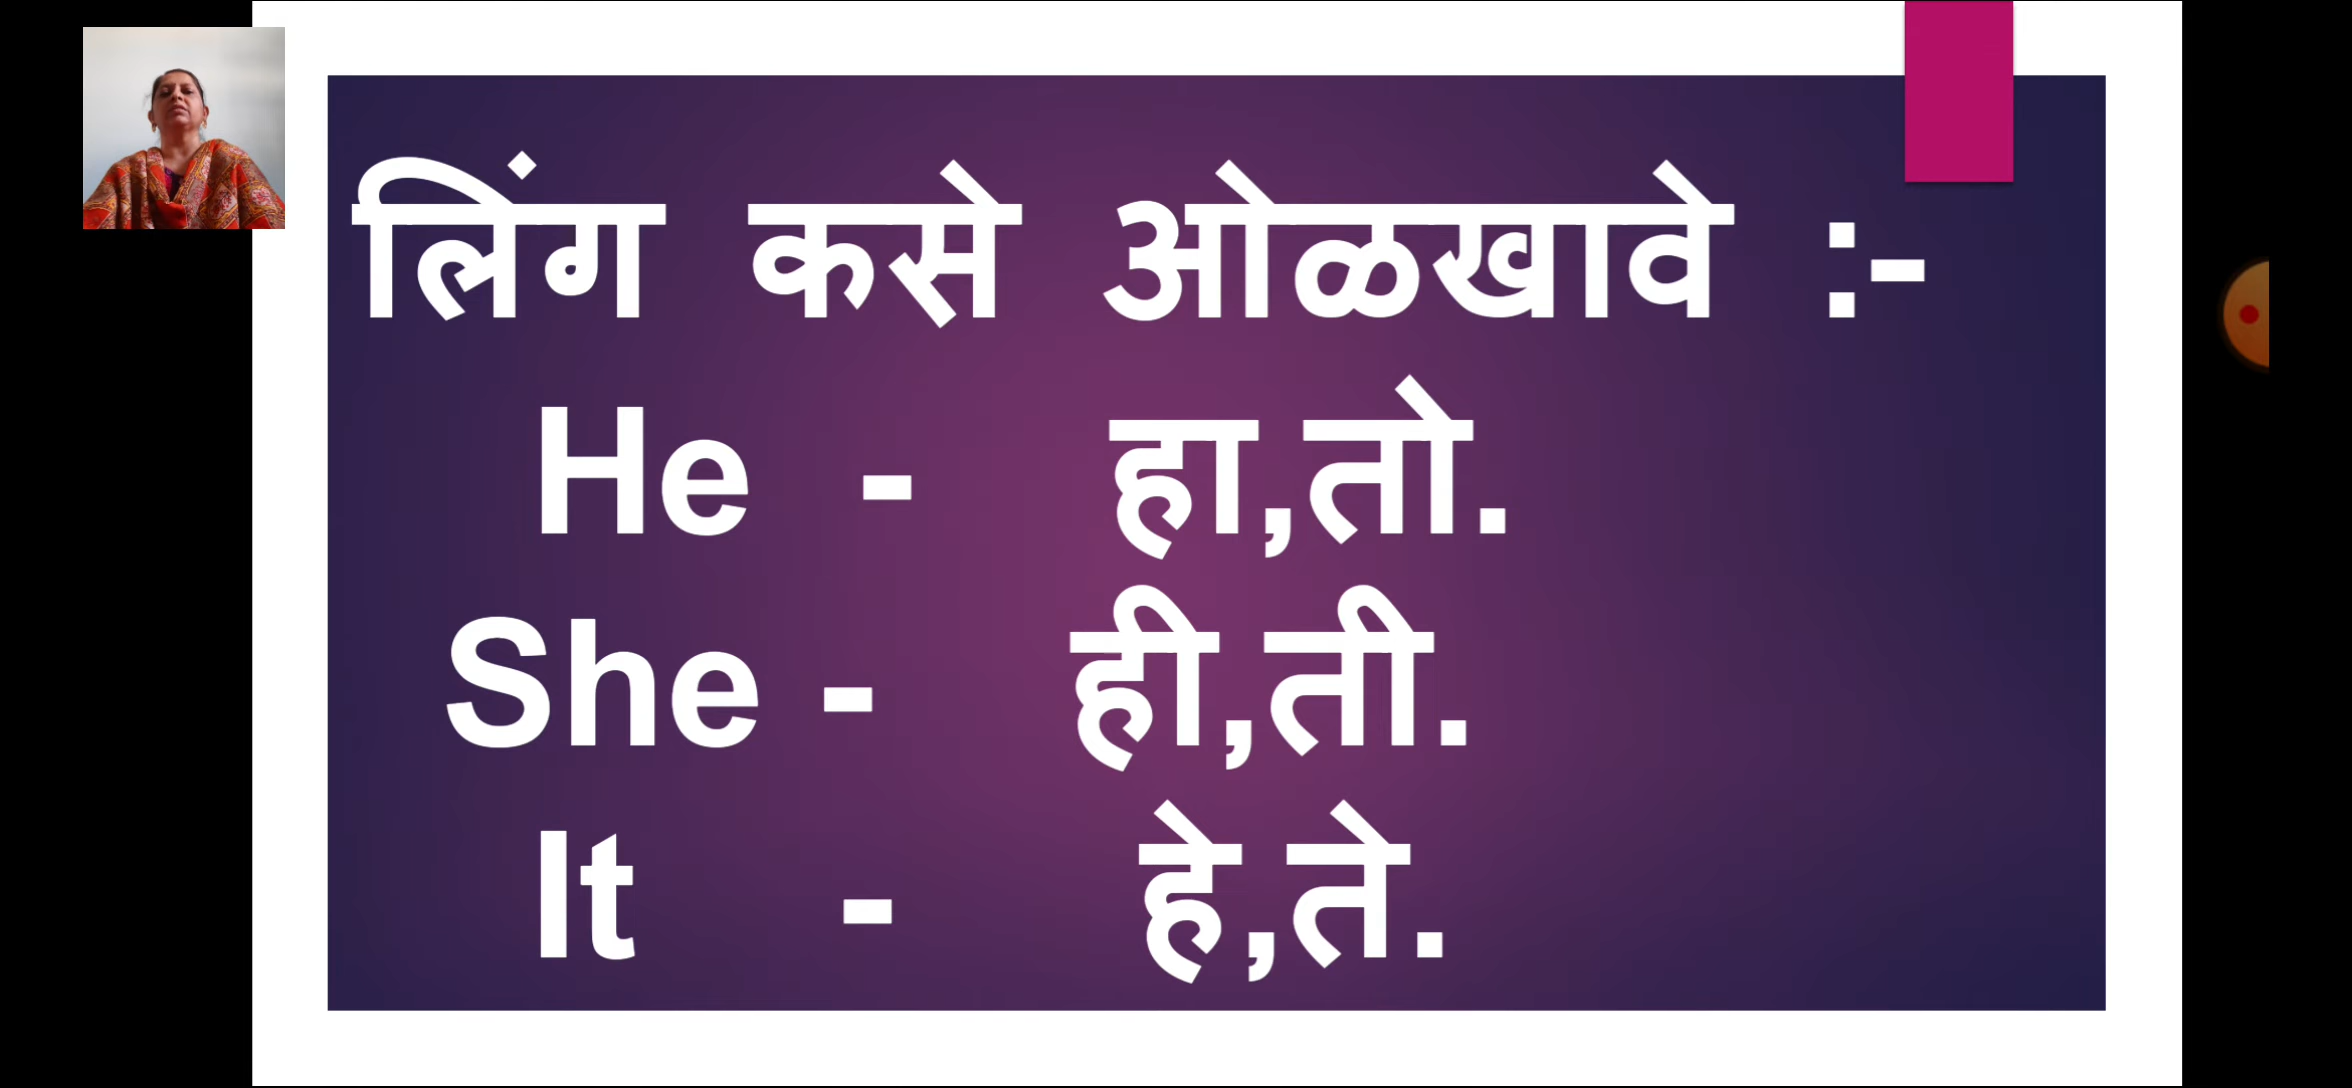 लिंग कसे ओळखावे :-
He - हा,तो.
She - ही,ती.
It - हे,ते.